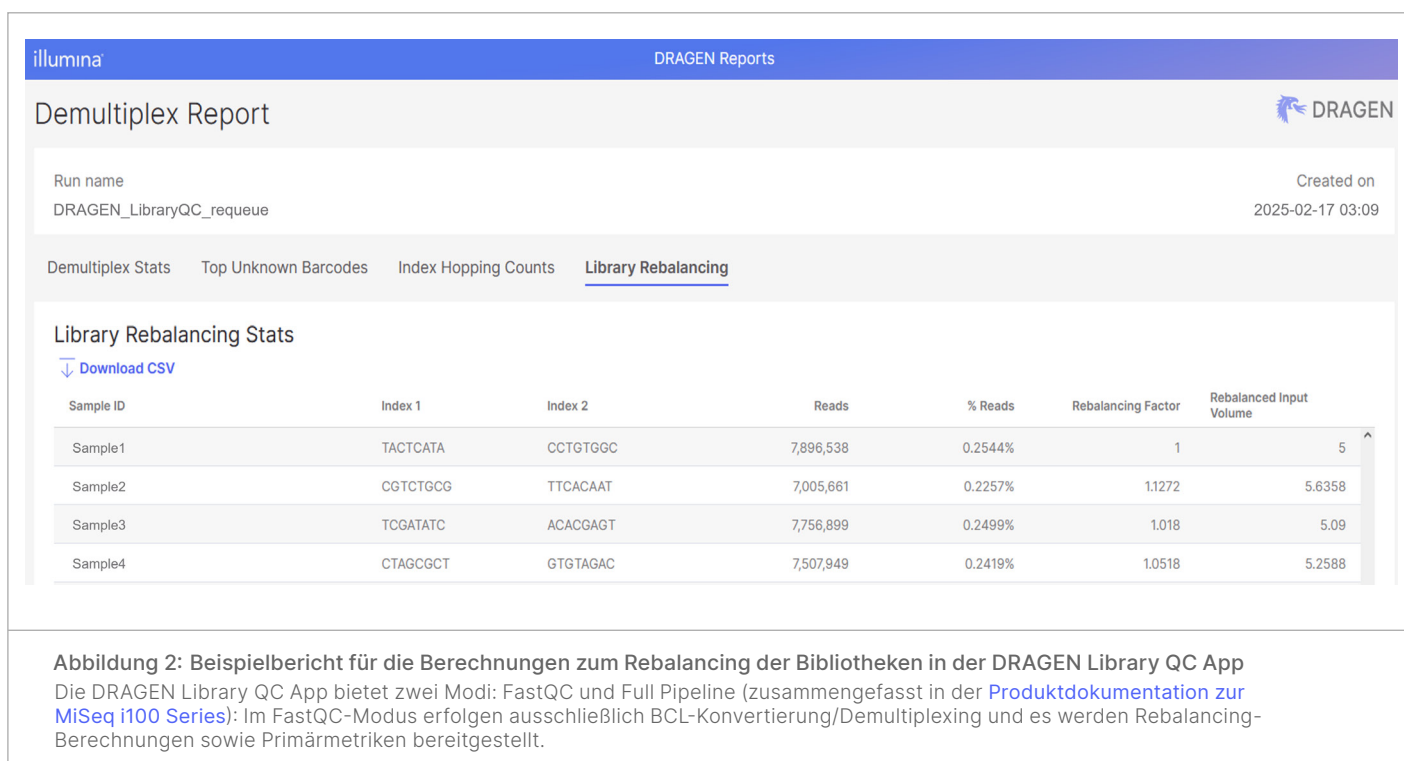 illumına
DRAGEN Reports
Demultiplex Report
DRAGEN
Run name
Created on
DRAGEN_LibraryQC_requeue
2025-02-17 03:09
Demultiplex Stats Top Unknown Barcodes Index Hopping Counts Library Rebalancing
Library Rebalancing Stats
Download CSV
Sample ID Index 1 Index 2 Reads % Reads Rebalancing Factor Rebalanced Input Volume
Sample1 TACTCATA CCTGTGGC 7,896,538 0.2544% 1 5
Sample2 CGTCTGCG TTCACAAT 7,005,661 0.2257% 1.1272 5.6358
Sample3 TCGATATC ACACGAGT 7,756,899 0.2499% 1.018 5.09
Sample4 CTAGCGCT GTGTAGAC 7,507,949 0.2419% 1.0518 5.2588
Abbildung 2: Beispielbericht für die Berechnungen zum Rebalancing der Bibliotheken in der DRAGEN Library QC App
Die DRAGEN Library QC App bietet zwei Modi: FastQC und Full Pipeline (zusammengefasst in der Produktdokumentation zur
MiSeq i100 Series): Im FastQC-Modus erfolgen ausschließlich BCL-Konvertierung/Demultiplexing und es werden Rebalancing-
Berechnungen sowie Primärmetriken bereitgestellt.